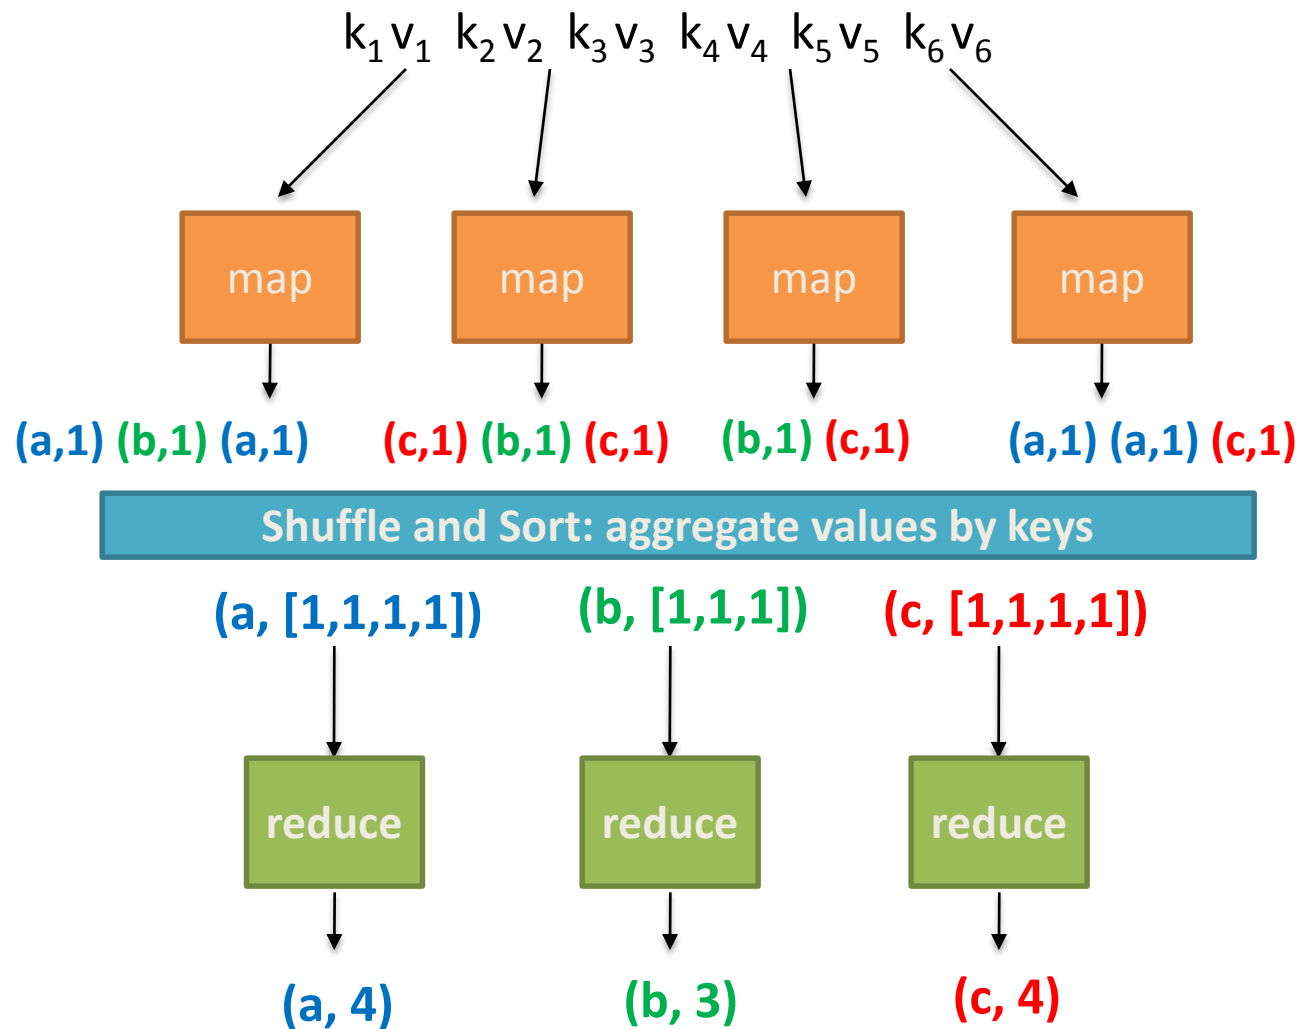 k₁ v₁ k₂ v₂ k₃ v₃ k₄ v₄ k₅ v₅ k₆ v₆
map map map map
(a,1) (b,1) (a,1) (c,1) (b,1) (c,1) (b,1) (c,1) (a,1) (a,1) (c,1)
Shuffle and Sort: aggregate values by keys
(a, [1,1,1,1]) (b, [1,1,1]) (c, [1,1,1,1])
reduce reduce reduce
(a, 4) (b, 3) (c, 4)